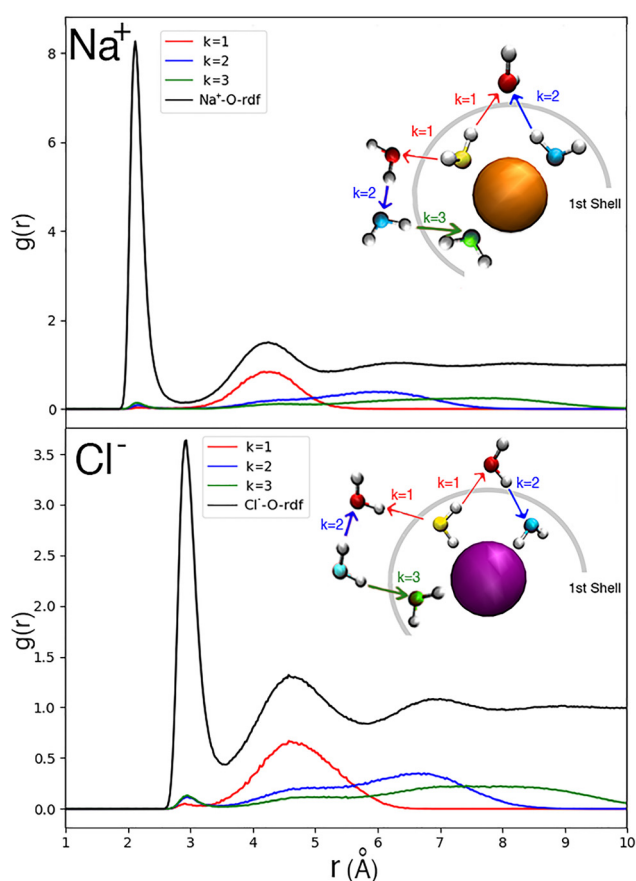 Na⁺
k=1
k=2
k=3
Na⁺-O-rdf
k=1
k=2
k=1
k=2
k=3
1st Shell
g(r)
8
6
4
2
0
Cl⁻
k=1
k=2
k=3
Cl⁻-O-rdf
k=1
k=2
k=1
k=2
k=3
1st Shell
g(r)
3.5
3.0
2.5
2.0
1.5
1.0
0.5
0.0
1 2 3 4 5 6 7 8 9 10
r (Å)